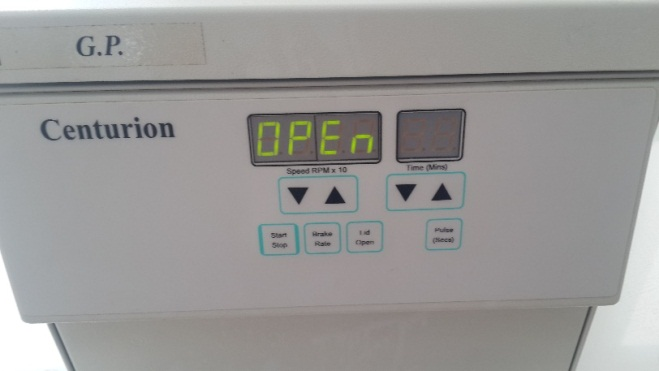 G.P.
Centurion
OPEn
Speed RPM x 10
Time (Mins)
Start
Stop
Brake
Rate
Lid
Open
Pulse
(Secs)